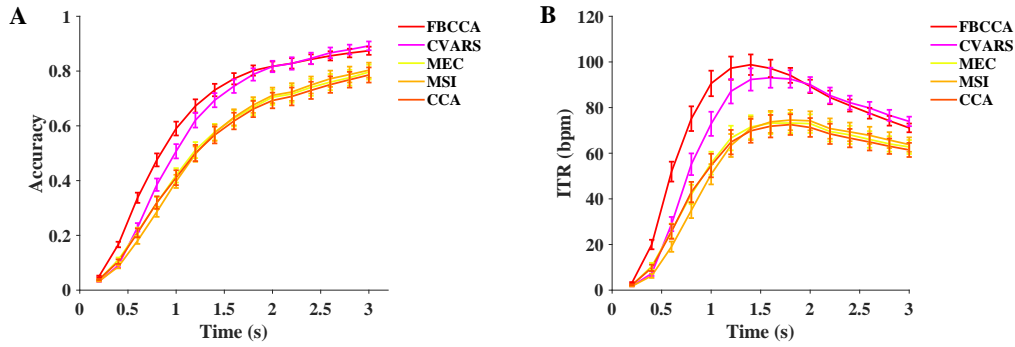 A
Accuracy
1
0.8
0.6
0.4
0.2
0
0 0.5 1 1.5 2 2.5 3
Time (s)
FBCCA
CVARS
MEC
MSI
CCA
B
ITR (bpm)
120
100
80
60
40
20
0
0 0.5 1 1.5 2 2.5 3
Time (s)
FBCCA
CVARS
MEC
MSI
CCA